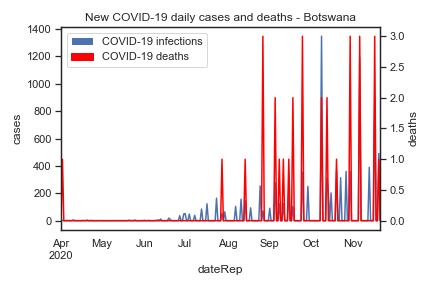 New COVID-19 daily cases and deaths - Botswana
COVID-19 infections
COVID-19 deaths
1400
1200
1000
800
600
400
200
0
cases
3.0
2.5
2.0
1.5
1.0
0.5
0.0
deaths
Apr May Jun Jul Aug Sep Oct Nov
2020
dateRep